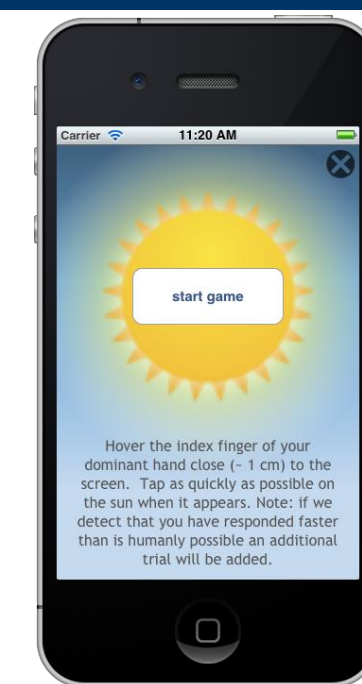 Carrier 11:20 AM
start game
Hover the index finger of your
dominant hand close (~ 1 cm) to the
screen. Tap as quickly as possible on
the sun when it appears. Note: if we
detect that you have responded faster
than is humanly possible an additional
trial will be added.